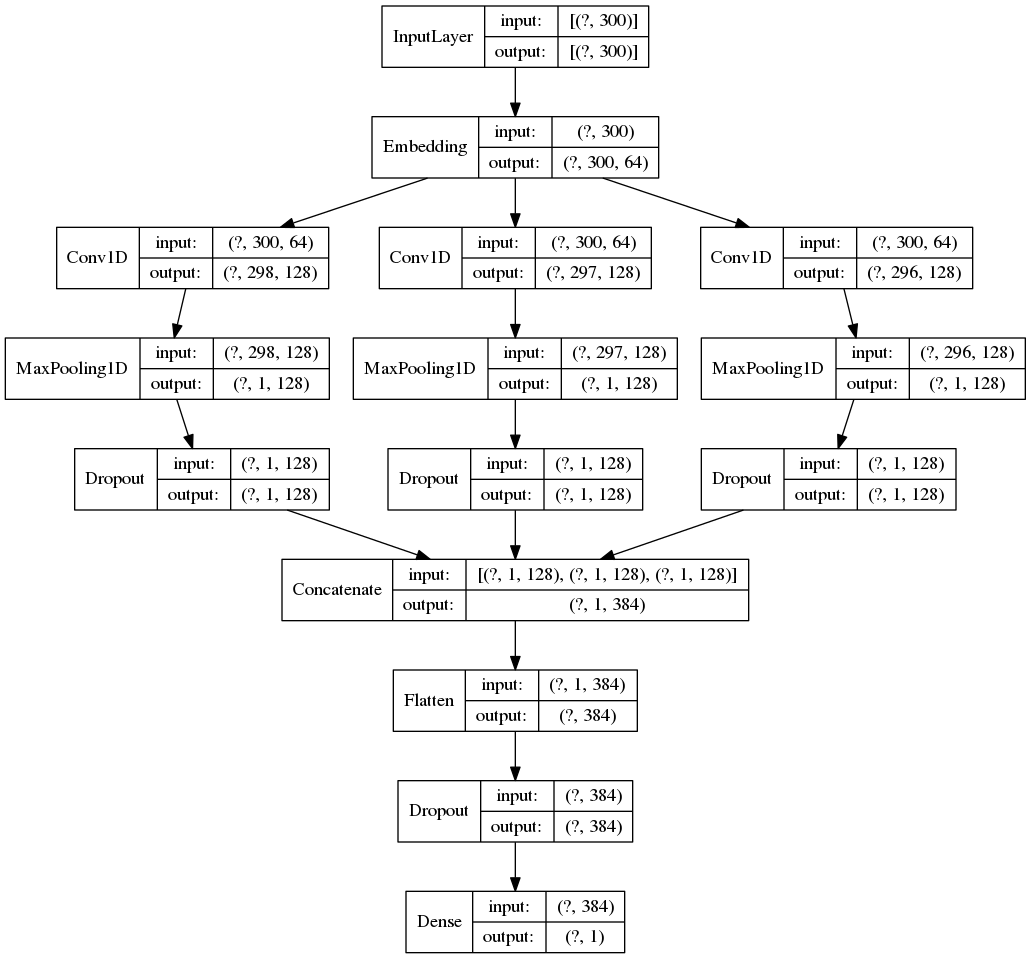 InputLayer input: [(?, 300)]
output: [(?, 300)]
Embedding input: (?, 300)
output: (?, 300, 64)
Conv1D input: (?, 300, 64)
output: (?, 298, 128)
Conv1D input: (?, 300, 64)
output: (?, 297, 128)
Conv1D input: (?, 300, 64)
output: (?, 296, 128)
MaxPooling1D input: (?, 298, 128)
output: (?, 1, 128)
MaxPooling1D input: (?, 297, 128)
output: (?, 1, 128)
MaxPooling1D input: (?, 296, 128)
output: (?, 1, 128)
Dropout input: (?, 1, 128)
output: (?, 1, 128)
Dropout input: (?, 1, 128)
output: (?, 1, 128)
Dropout input: (?, 1, 128)
output: (?, 1, 128)
Concatenate input: [(?, 1, 128), (?, 1, 128), (?, 1, 128)]
output: (?, 1, 384)
Flatten input: (?, 1, 384)
output: (?, 384)
Dropout input: (?, 384)
output: (?, 384)
Dense input: (?, 384)
output: (?, 1)